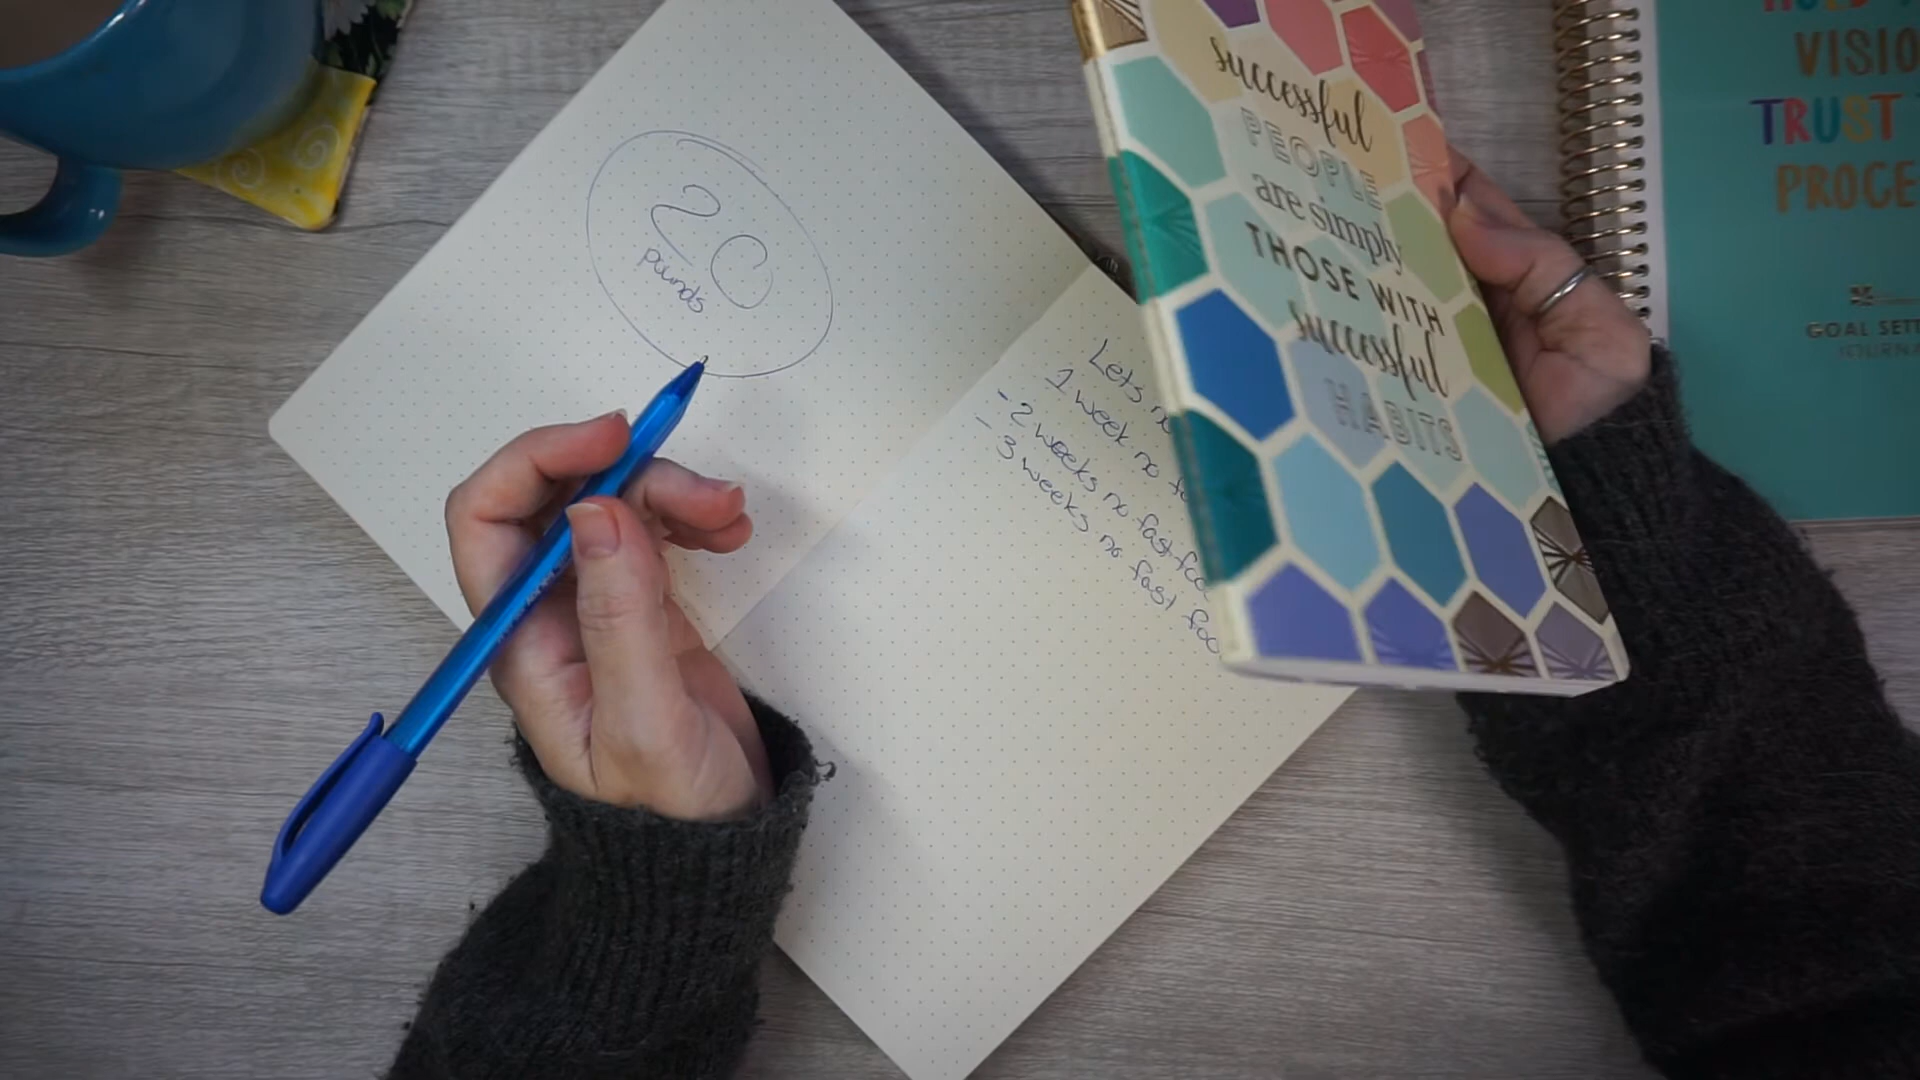 20
pounds
Lets
1 week no
- 2 weeks no fast foo
- 3 weeks no fast foo
successful
PEOPLE
are simply
THOSE WITH
successful
HABITS
VISIO
TRUST
PROCE
GOAL SETT
JOURNA